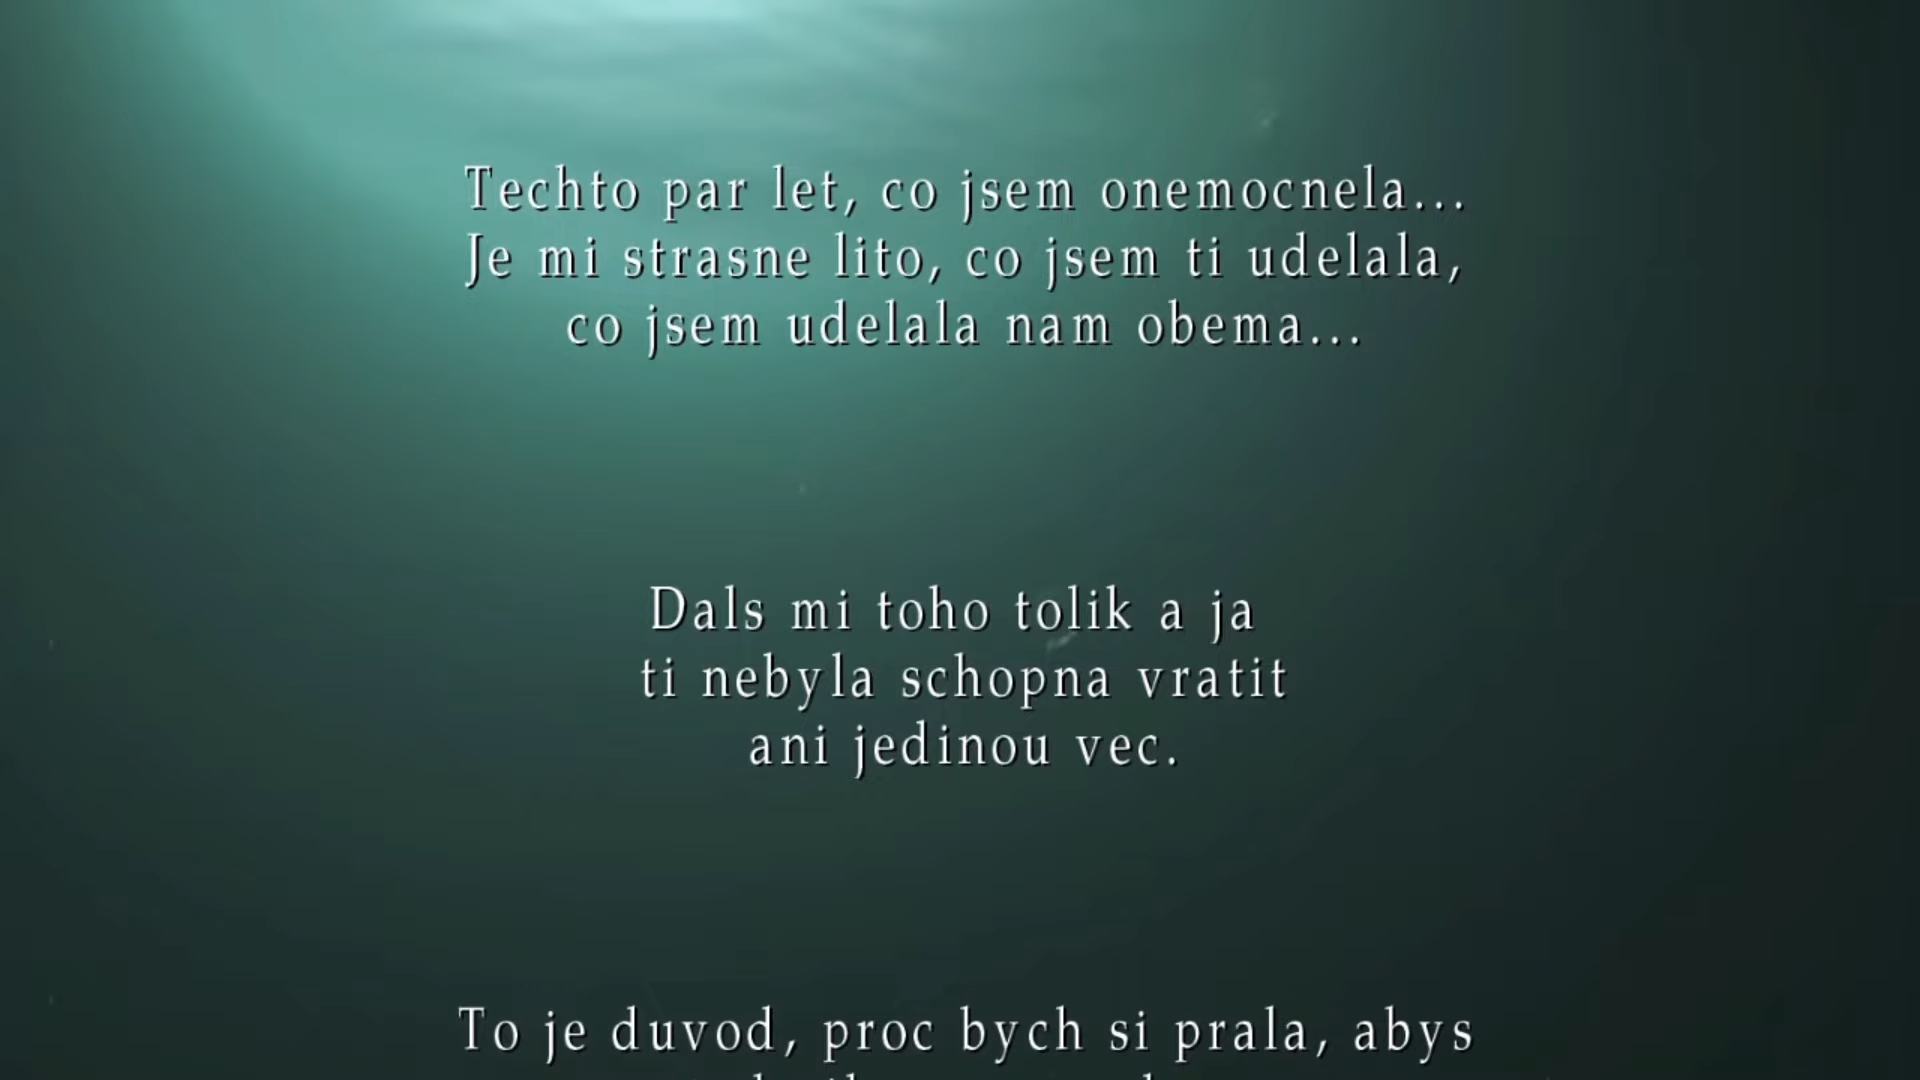 Techto par let, co jsem onemocnela...
Je mi strasne lito, co jsem ti udelala,
co jsem udelala nam obema...
Dals mi toho tolik a ja
ti nebyla schopna vratit
ani jedinou vec.
To je duvod, proc bych si prala, abys